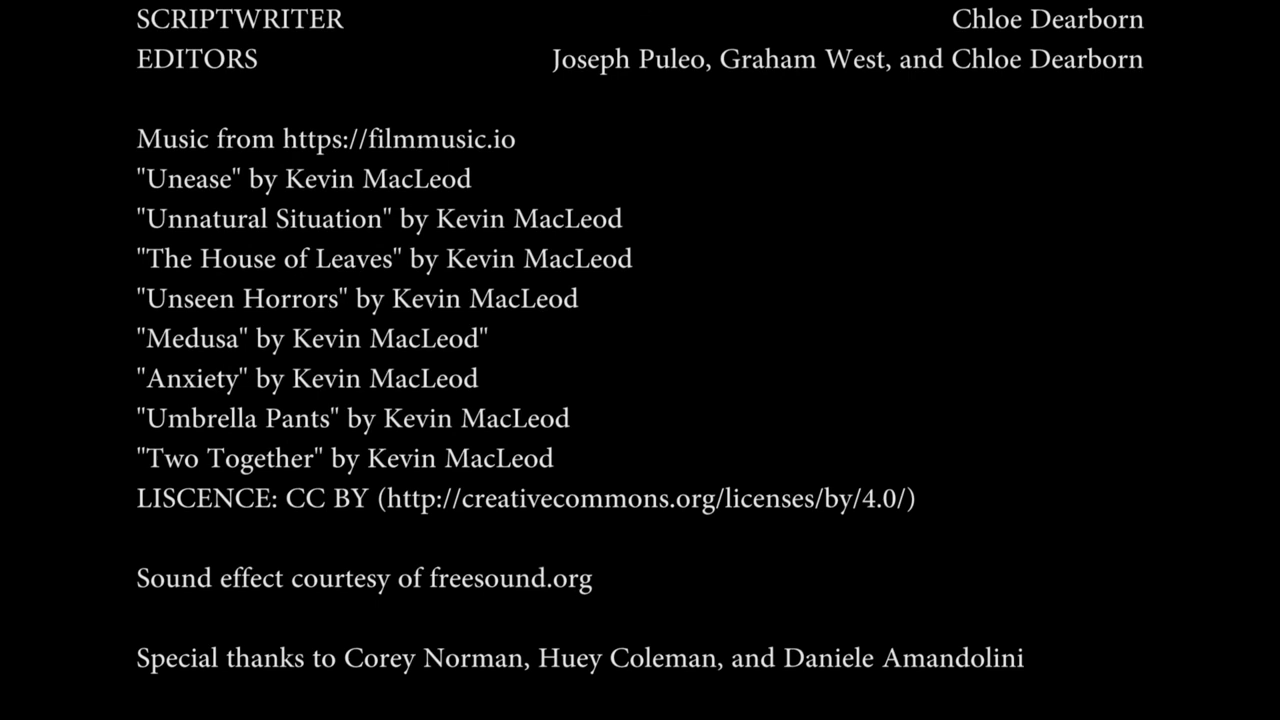 SCRIPTWRITER Chloe Dearborn
EDITORS Joseph Puleo, Graham West, and Chloe Dearborn
Music from https://filmmusic.io
"Unease" by Kevin MacLeod
"Unnatural Situation" by Kevin MacLeod
"The House of Leaves" by Kevin MacLeod
"Unseen Horrors" by Kevin MacLeod
"Medusa" by Kevin MacLeod"
"Anxiety" by Kevin MacLeod
"Umbrella Pants" by Kevin MacLeod
"Two Together" by Kevin MacLeod
LISCENCE: CC BY (http://creativecommons.org/licenses/by/4.0/)
Sound effect courtesy of freesound.org
Special thanks to Corey Norman, Huey Coleman, and Daniele Amandolini